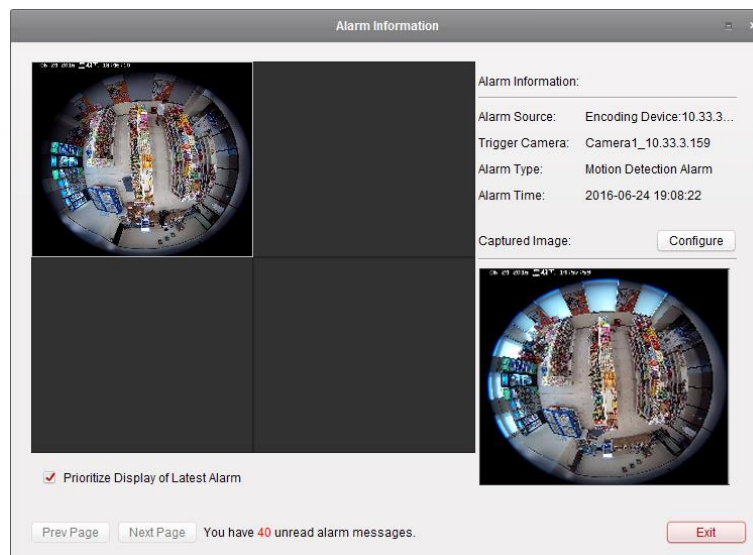 Alarm Information
Alarm Information:
Alarm Source: Encoding Device:10.33.3...
Trigger Camera: Camera1_10.33.3.159
Alarm Type: Motion Detection Alarm
Alarm Time: 2016-06-24 19:08:22
Captured Image: Configure
Prioritize Display of Latest Alarm
Prev Page Next Page You have 40 unread alarm messages. Exit